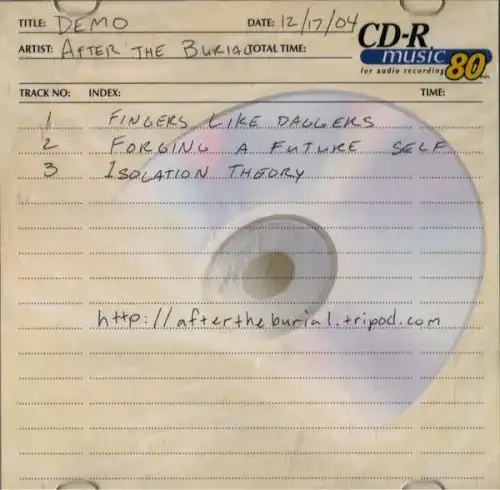 TITLE: DEMO DATE: 12/17/04
ARTIST: AFTER THE BURIAL TOTAL TIME:
CD-R
music 80 min.
for audio recording
TRACK NO: INDEX: TIME:
1 FINGERS LIKE DAGGERS
2 FORGING A FUTURE SELF
3 ISOLATION THEORY
http://aftertheburial.tripod.com